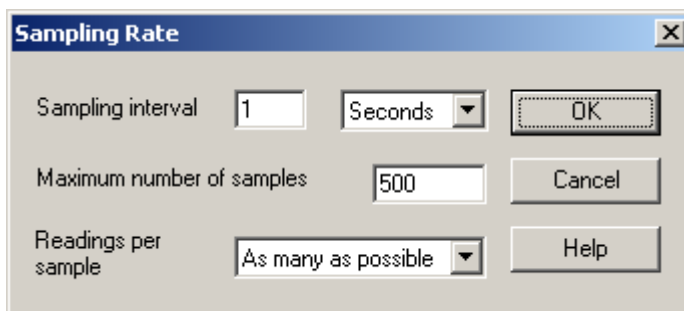 Sampling Rate
Sampling interval 1 Seconds OK
Maximum number of samples 500 Cancel
Readings per
sample As many as possible Help